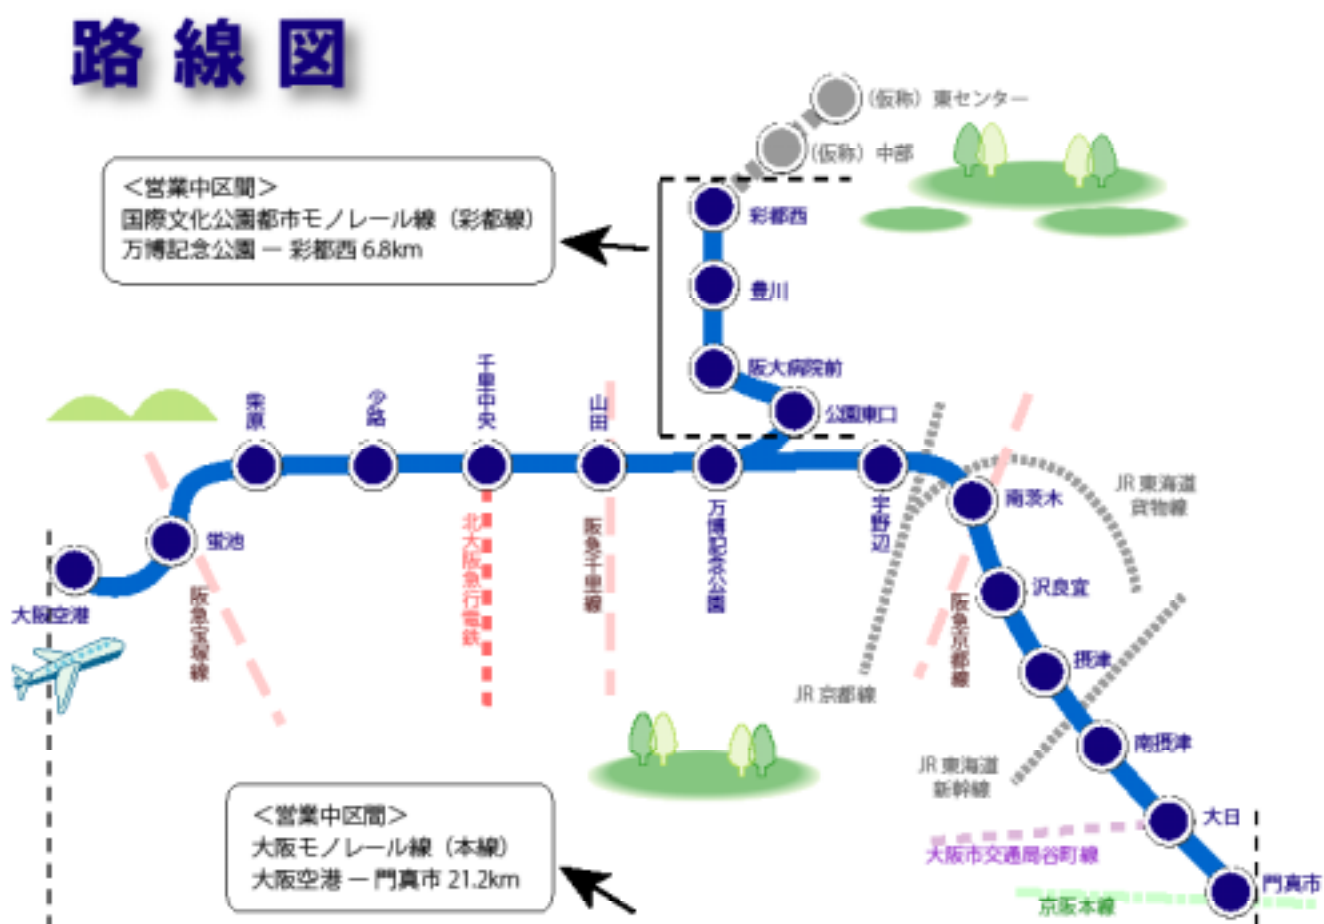 路線図
(仮称) 東センター
(仮称) 中部
＜営業中区間＞
国際文化公園都市モノレール線（彩都線）
万博記念公園 ー 彩都西 6.8km
彩都西
豊川
阪大病院前
公園東口
柴原
少路
千里中央
山田
万博記念公園
宇野辺
南茨木
JR 東海道
貨物線
蛍池
大阪空港
阪急宝塚線
北大阪急行電鉄
阪急千里線
阪急京都線
沢良宜
摂津
JR 京都線
南摂津
JR 東海道
新幹線
大日
大阪市交通局谷町線
門真市
京阪本線
＜営業中区間＞
大阪モノレール線（本線）
大阪空港 ー 門真市 21.2km